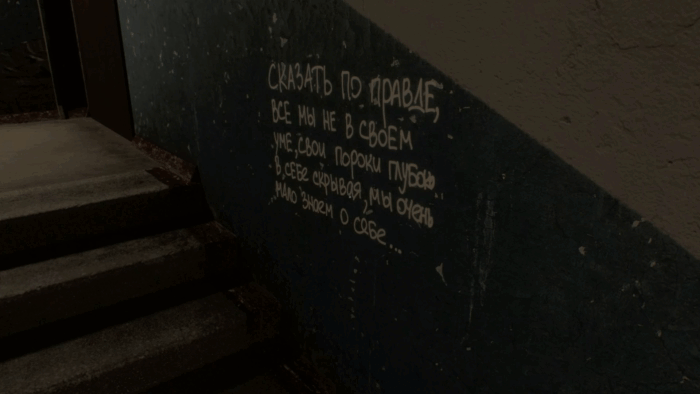 СКАЗАТЬ ПО ПРАВДЕ,
ВСЕ МЫ НЕ В СВОЕМ
УМЕ, СВОИ ПОРОКИ ГЛУБОКО
В СЕБЕ СКРЫВАЯ, МЫ ОЧЕНЬ
...МАЛО ЗНАЕМ О СЕБЕ...